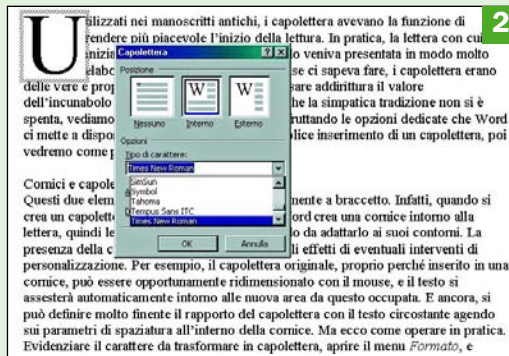 2
U
tilizzati nei manoscritti antichi, i capolettera avevano la funzione di
rendere più piacevole l'inizio della lettura. In pratica, la lettera con cui
inizia
lo veniva presentata in modo molto
elabo
se ci sapeva fare, i capolettera erano
delle vere e prop
sare addirittura il valore
dell'incunabolo
he la simpatica tradizione non si è
spenta, vediamo
ruttando le opzioni dedicate che Word
ci mette a dispos
lice inserimento di un capolettera, poi
vedremo come p
Capolettera
Posizione
W
W
Nessuno
Interno
Esterno
Opzioni
Tipo di carattere:
Times New Roman
SimSun
Symbol
Tahoma
Tempus Sans ITC
Times New Roman
OK
Annulla
Cornici e capole
Questi due elem
mente a braccetto. Infatti, quando si
crea un capolette
ord crea una cornice intorno alla
lettera, quindi le
o da adattarlo ai suoi contorni. La
presenza della c
li effetti di eventuali interventi di
personalizzazione. Per esempio, il capolettera originale, proprio perché inserito in una
cornice, può essere opportunamente ridimensionato con il mouse, e il testo si
assesterà automaticamente intorno alle nuova area da questo occupata. E ancora, si
può definire molto finente il rapporto del capolettera con il testo circostante agendo
sui parametri di spaziatura all'interno della cornice. Ma ecco come operare in pratica.
Evidenziare il carattere da trasformare in capolettera, aprire il menu Formato, e